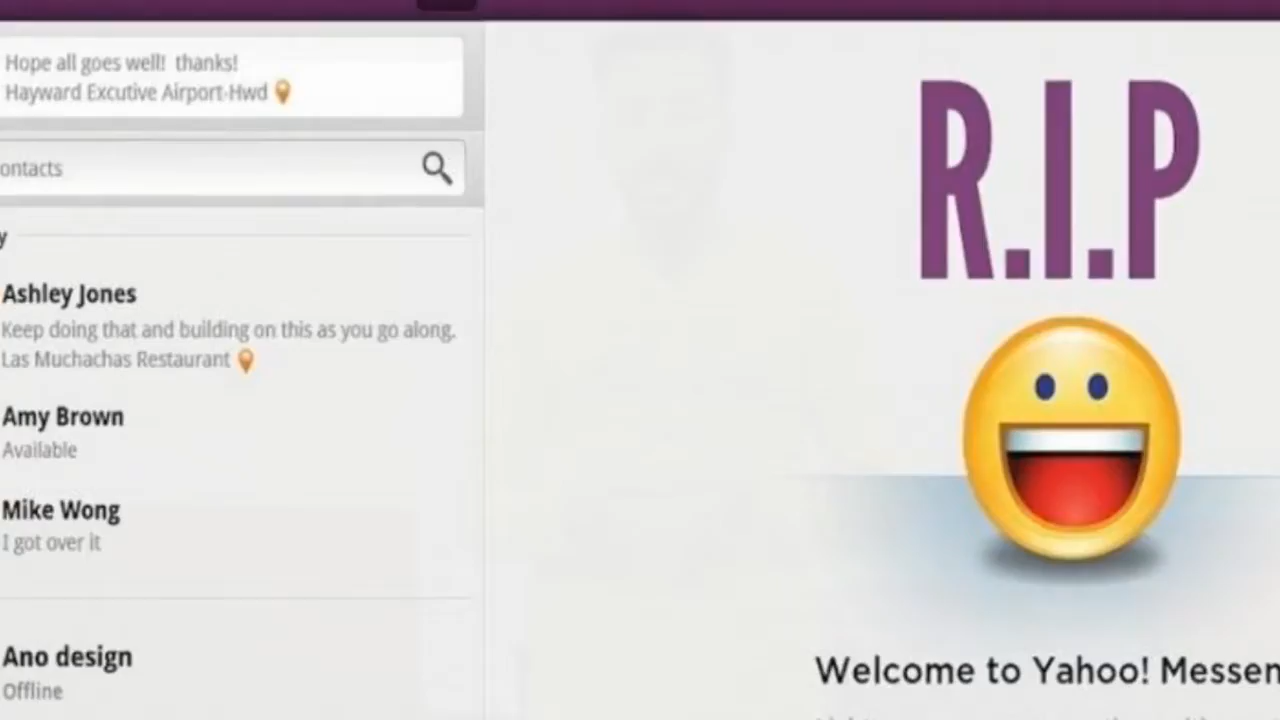 Hope all goes well! thanks!
Hayward Excutive Airport-Hwd
ontacts
y
Ashley Jones
Keep doing that and building on this as you go along.
Las Muchachas Restaurant
Amy Brown
Available
Mike Wong
I got over it
Ano design
Offline
R.I.P
Welcome to Yahoo! Messen